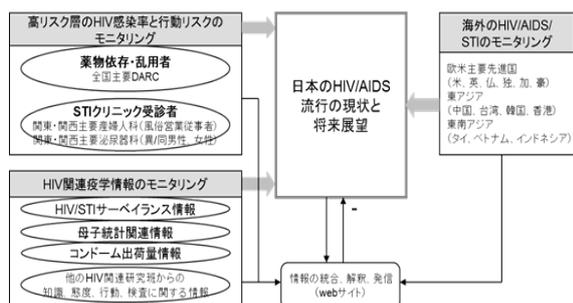 高リスク層のHIV感染率と行動リスクの
モニタリング
薬物依存・乱用者
全国主要DARC
STIクリニック受診者
関東・関西主要産婦人科(風俗営業従事者)
関東・関西主要泌尿器科(異/同男性、女性)
HIV関連疫学情報のモニタリング
HIV/STIサーベイランス情報
母子統計関連情報
コンドーム出荷量情報
他のHIV関連研究班からの
知識、態度、行動、検査に関する情報
日本のHIV/AIDS
流行の現状と
将来展望
情報の統合、解釈、発信
(webサイト)
海外のHIV/AIDS/
STIのモニタリング
欧米主要先進国
(米、英、仏、独、加、豪)
東アジア
(中国、台湾、韓国、香港)
東南アジア
(タイ、ベトナム、インドネシア)